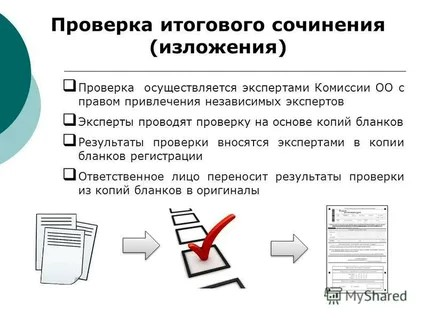 Проверка итогового сочинения
(изложения)
Проверка осуществляется экспертами Комиссии ОО с
правом привлечения независимых экспертов
Эксперты проводят проверку на основе копий бланков
Результаты проверки вносятся экспертами в копии
бланков регистрации
Ответственное лицо переносит результаты проверки
из копий бланков в оригиналы
MyShared